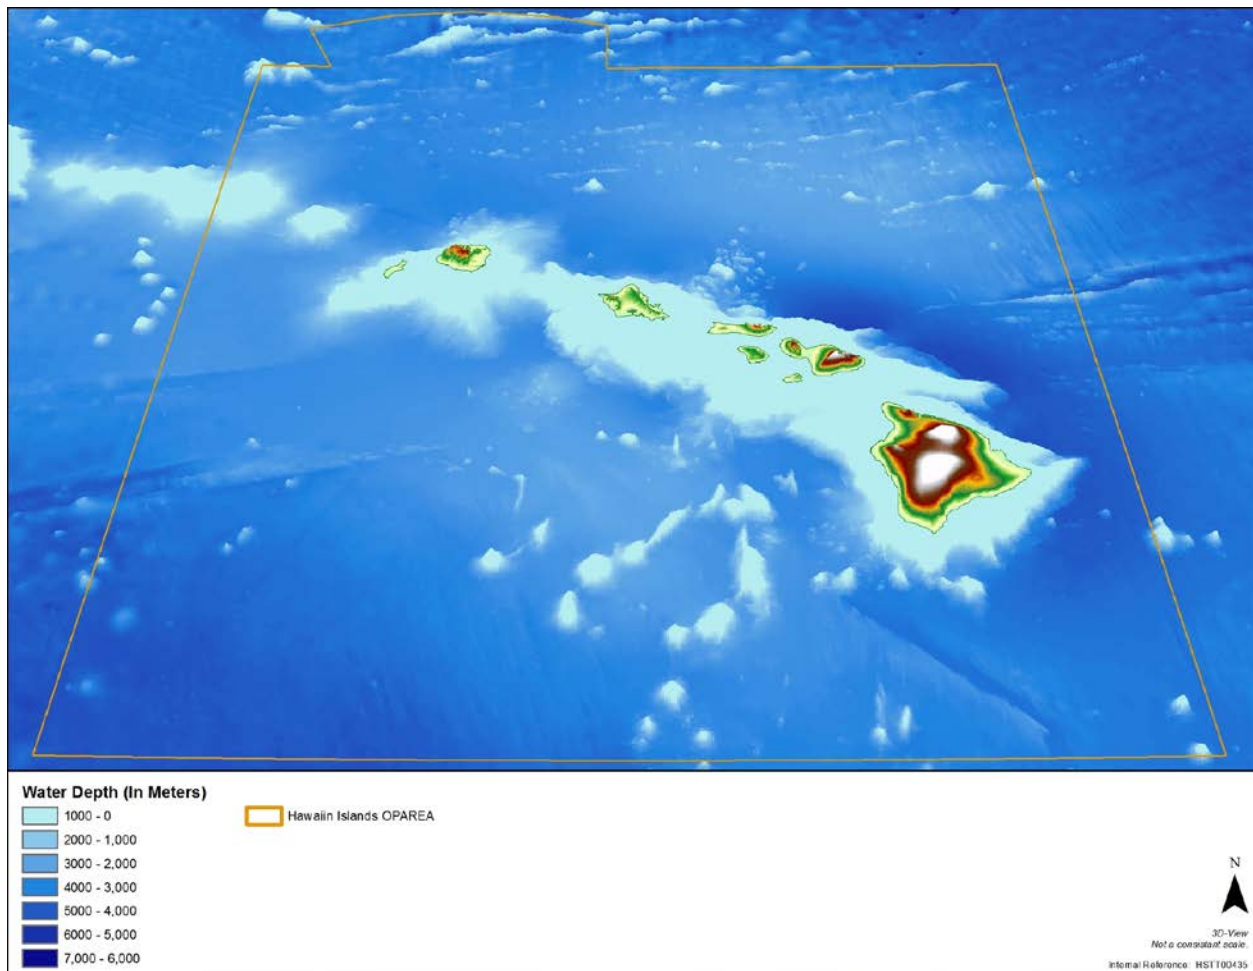 Water Depth (In Meters)
1000 - 0
2000 - 1,000
3000 - 2,000
4000 - 3,000
5000 - 4,000
6000 - 5,000
7,000 - 6,000
Hawaiin Islands OPAREA
N
3D-View
Not a consistant scale.
Internal Reference: HSTT00435